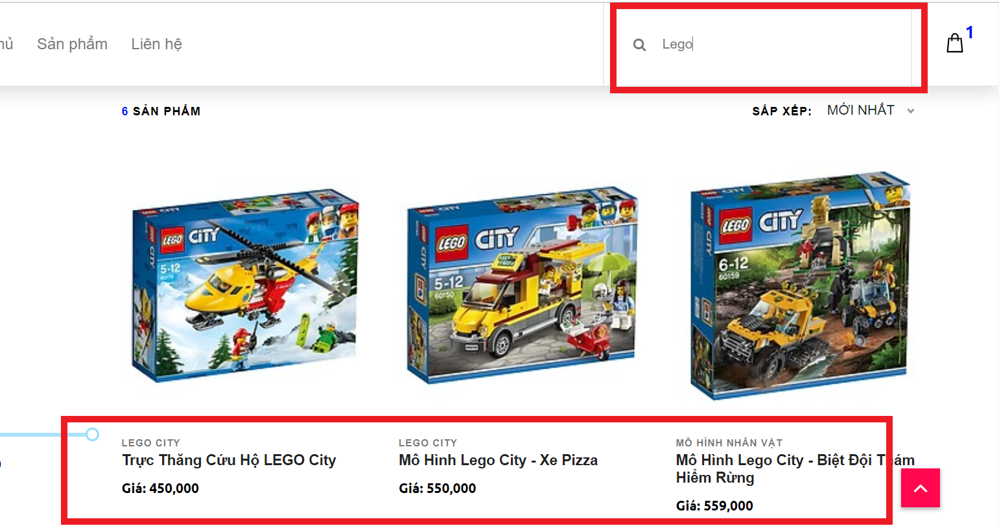 hủ Sản phẩm Liên hệ Lego 1
6 SẢN PHẨM SẮP XẾP: MỚI NHẤT
LEGO CITY
5-12
60179
LEGO CITY
5-12
60150
LEGO CITY
6-12
60159
LEGO CITY
Trực Thăng Cứu Hộ LEGO City
Giá: 450,000
LEGO CITY
Mô Hình Lego City - Xe Pizza
Giá: 550,000
MÔ HÌNH NHÂN VẬT
Mô Hình Lego City - Biệt Đội Thám
Hiểm Rừng
Giá: 559,000